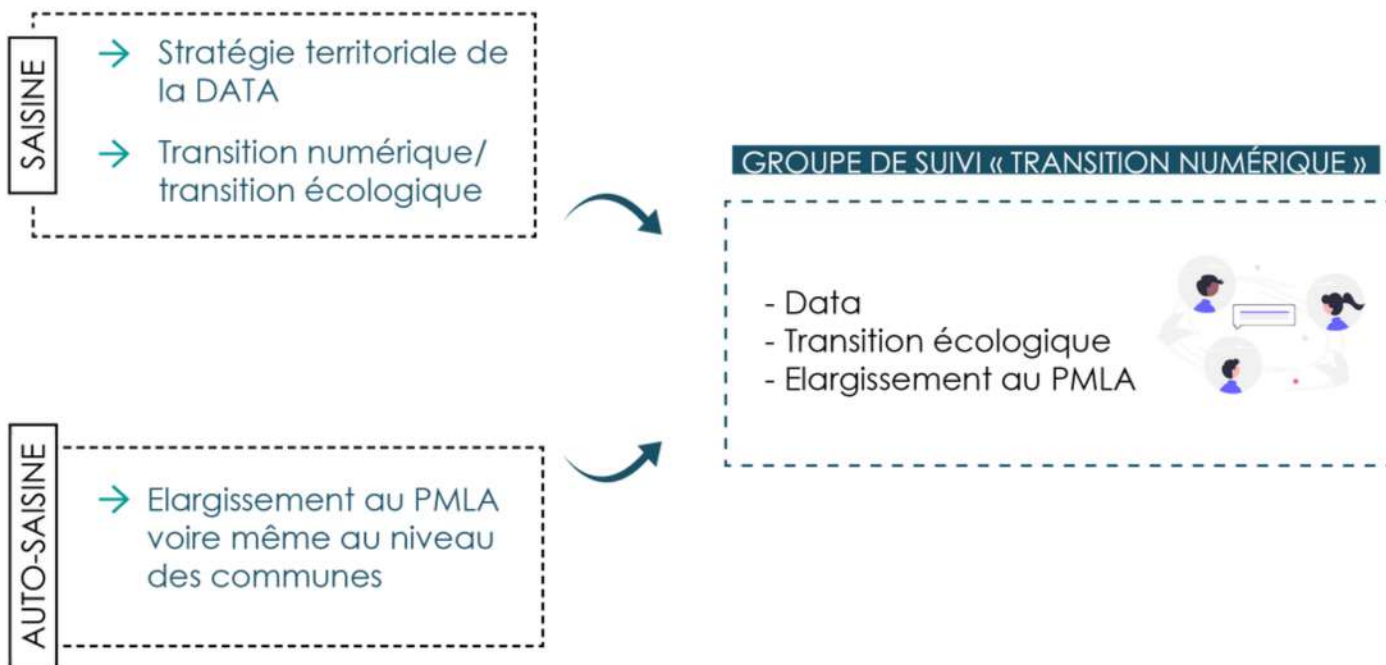 SAISINE
→ Stratégie territoriale de
la DATA
→ Transition numérique/
transition écologique
GROUPE DE SUIVI « TRANSITION NUMÉRIQUE »
- Data
- Transition écologique
- Elargissement au PMLA
AUTO-SAISINE
→ Elargissement au PMLA
voire même au niveau
des communes